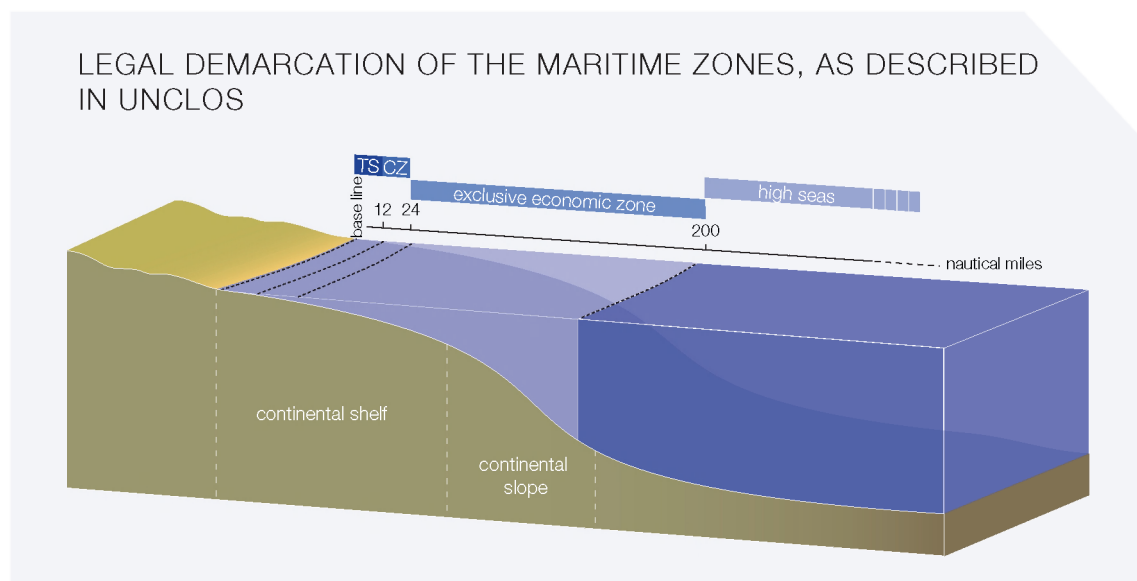 LEGAL DEMARCATION OF THE MARITIME ZONES, AS DESCRIBED
IN UNCLOS
TS CZ
exclusive economic zone
high seas
base line
12
24
200
nautical miles
continental shelf
continental
slope